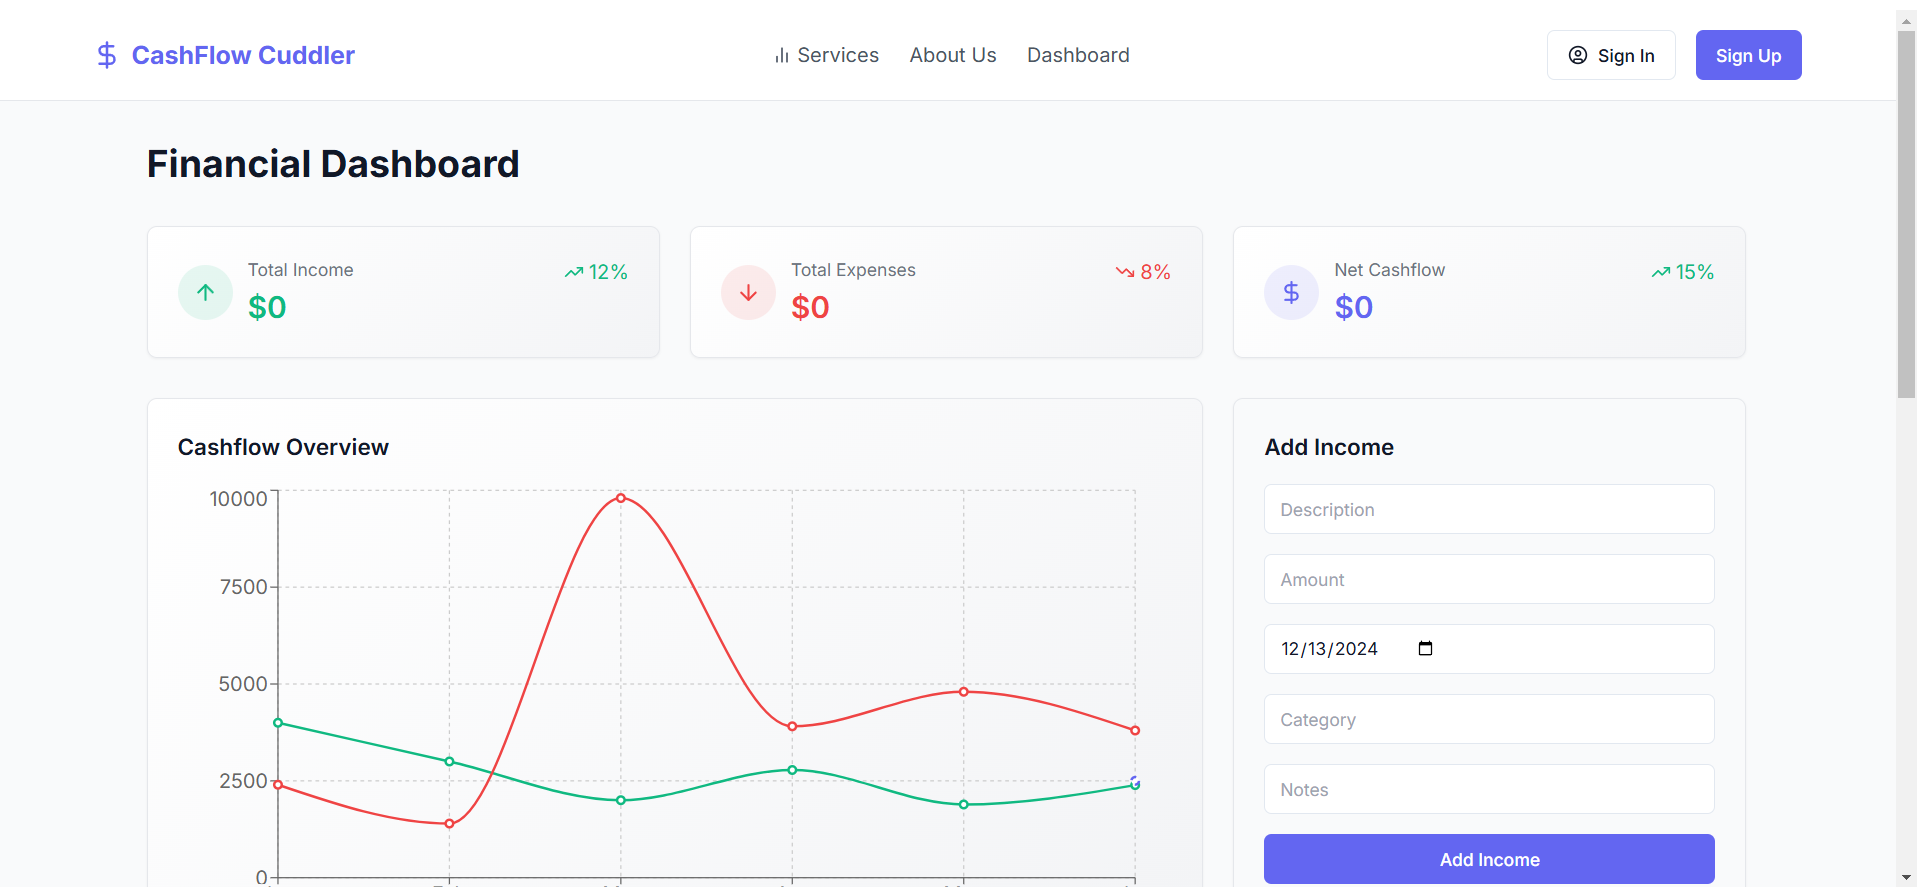 CashFlow Cuddler
Services
About Us
Dashboard
Sign In
Sign Up
Financial Dashboard
Total Income
12%
$0
Total Expenses
8%
$0
Net Cashflow
15%
$0
Cashflow Overview
10000
7500
5000
2500
0
Add Income
Description
Amount
12/13/2024
Category
Notes
Add Income